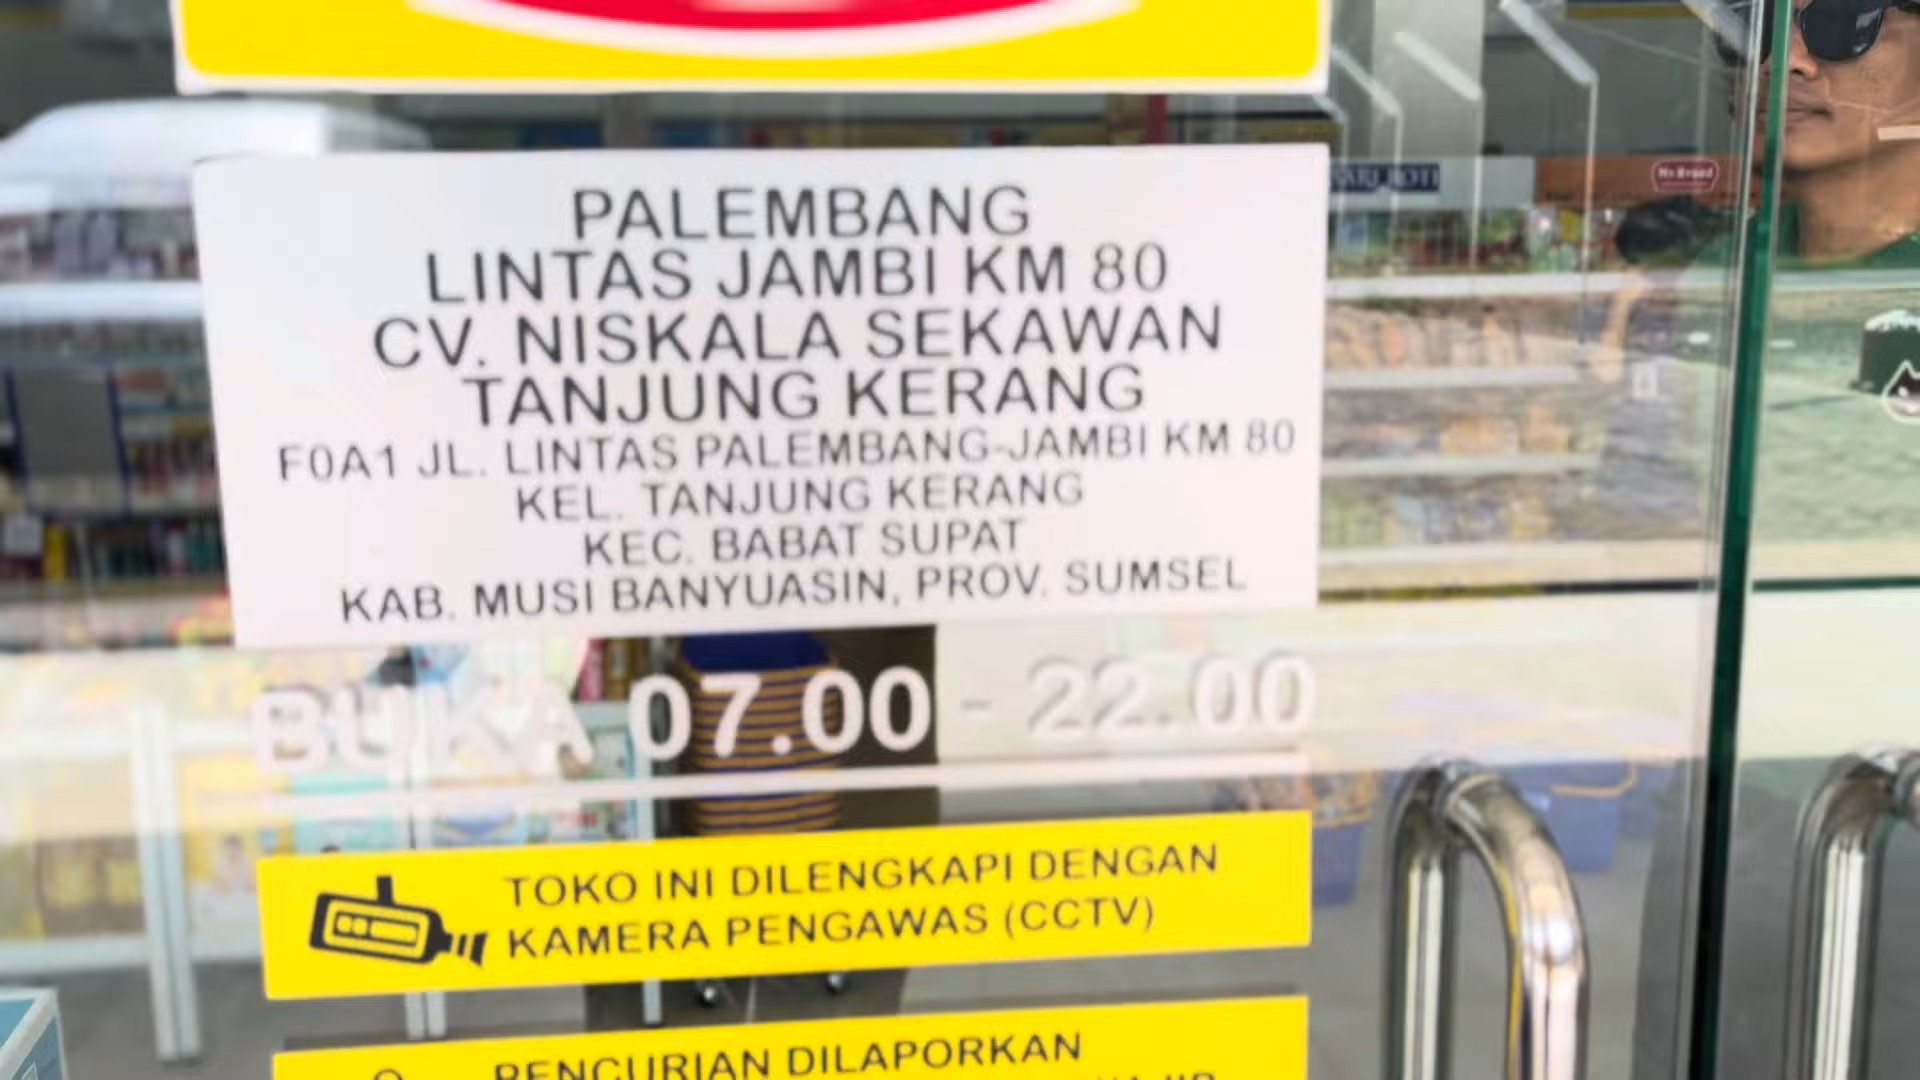 PALEMBANG
LINTAS JAMBI KM 80
CV. NISKALA SEKAWAN
TANJUNG KERANG
F0A1 JL. LINTAS PALEMBANG-JAMBI KM 80
KEL. TANJUNG KERANG
KEC. BABAT SUPAT
KAB. MUSI BANYUASIN, PROV. SUMSEL
BUKA 07.00 - 22.00
TOKO INI DILENGKAPI DENGAN
KAMERA PENGAWAS (CCTV)
PENCURIAN DILAPORKAN
Mr.Bread